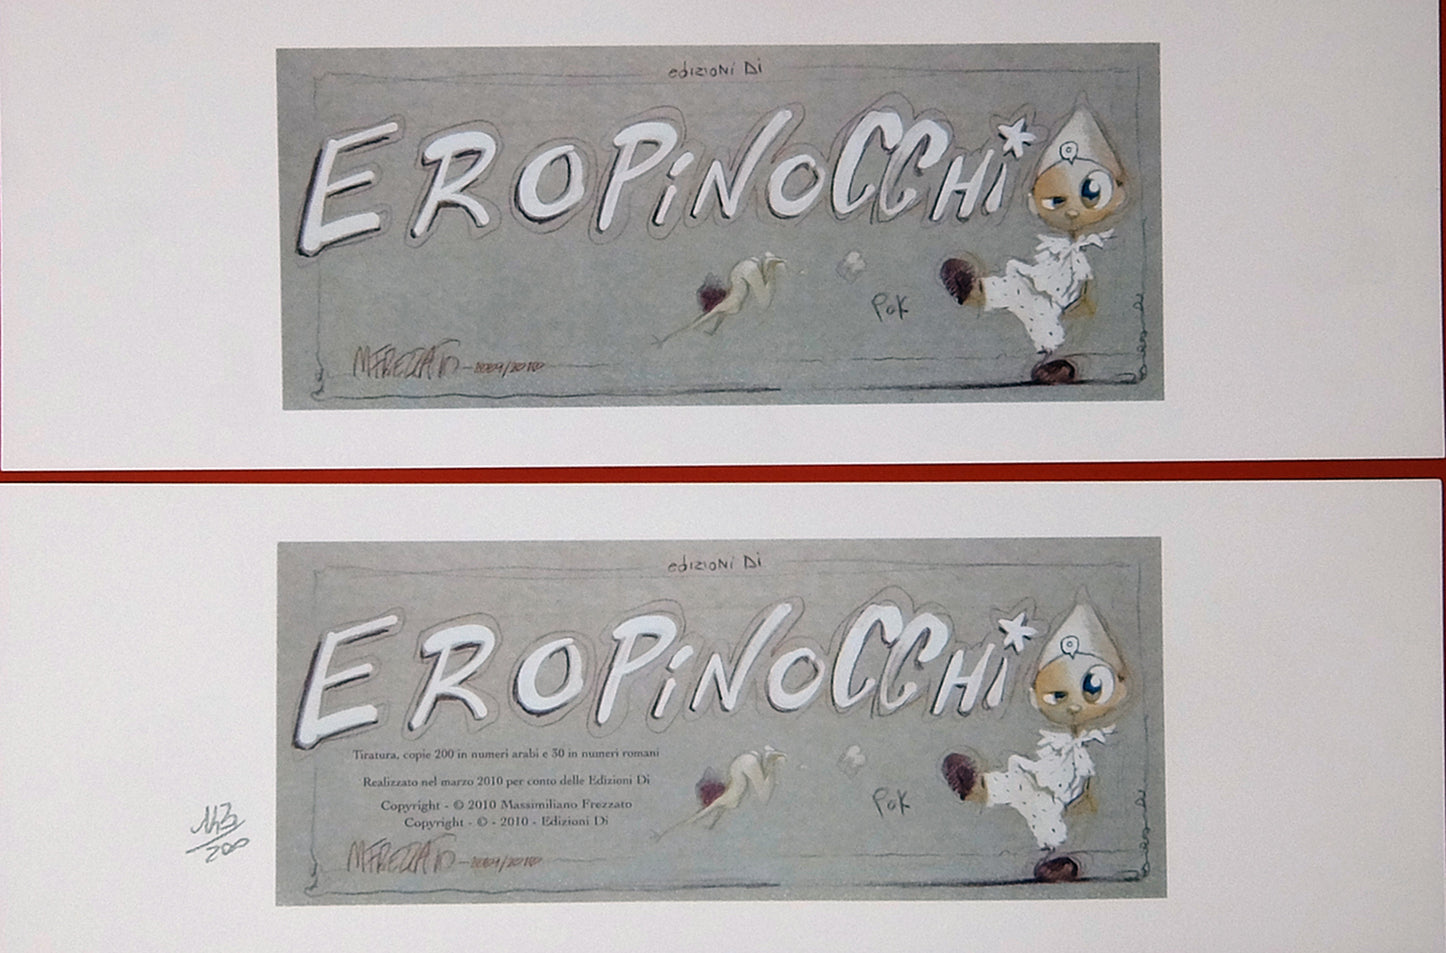 edizioni Di
EROPiNOCCHi
POK
MFREZZATO - 2009/2010
edizioni Di
EROPiNOCCHi
Tiratura, copie 200 in numeri arabi e 30 in numeri romani
Realizzato nel marzo 2010 per conto delle Edizioni Di
Copyright - © 2010 Massimiliano Frezzato
Copyright - © - 2010 - Edizioni Di
POK
MFREZZATO - 2009/2010
/200